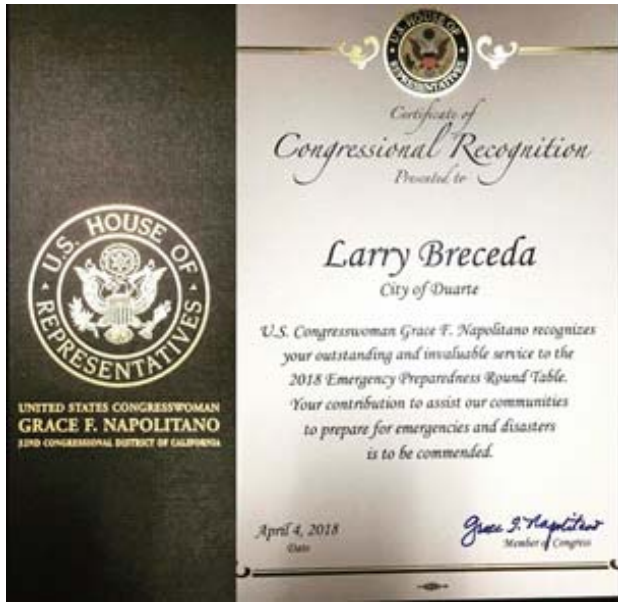 U.S. HOUSE OF
REPRESENTATIVES
UNITED STATES CONGRESSWOMAN
GRACE F. NAPOLITANO
32ND CONGRESSIONAL DISTRICT OF CALIFORNIA
U.S. HOUSE OF
REPRESENTATIVES
Certificate of
Congressional Recognition
Presented to
Larry Breceda
City of Duarte
U.S. Congresswoman Grace F. Napolitano recognizes
your outstanding and invaluable service to the
2018 Emergency Preparedness Round Table.
Your contribution to assist our communities
to prepare for emergencies and disasters
is to be commended.
April 4, 2018
Date
Grace F. Napolitano
Member of Congress